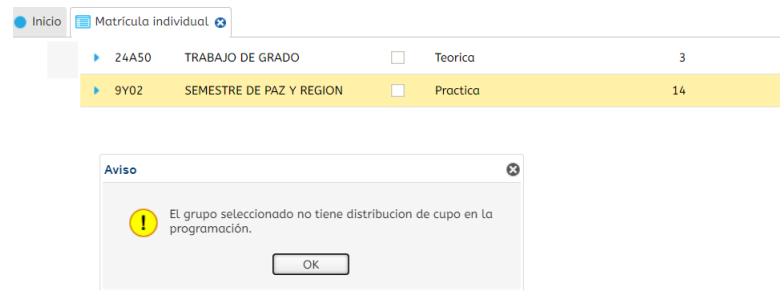 Inicio Matrícula individual
24A50 TRABAJO DE GRADO Teorica 3
9Y02 SEMESTRE DE PAZ Y REGION Practica 14
Aviso
El grupo seleccionado no tiene distribucion de cupo en la
programación.
OK